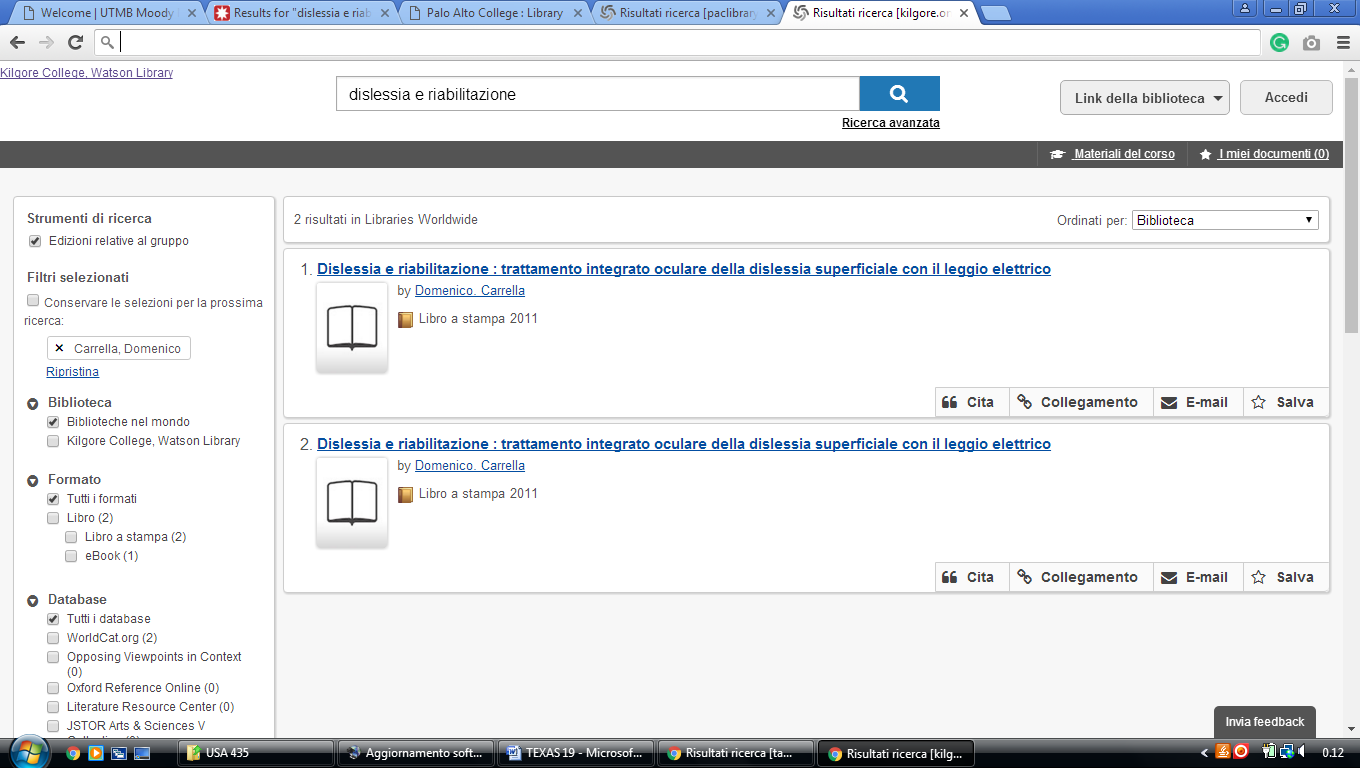 Welcome | UTMB Moody
Results for "dislessia e riab
Palo Alto College : Library
Risultati ricerca [paclibrary
Risultati ricerca [kilgore.or
Kilgore College, Watson Library
dislessia e riabilitazione
Ricerca avanzata
Link della biblioteca
Accedi
Materiali del corso
I miei documenti (0)
Strumenti di ricerca
Edizioni relative al gruppo
Filtri selezionati
Conservare le selezioni per la prossima
ricerca:
Carrella, Domenico
Ripristina
Biblioteca
Biblioteche nel mondo
Kilgore College, Watson Library
Formato
Tutti i formati
Libro (2)
Libro a stampa (2)
eBook (1)
Database
Tutti i database
WorldCat.org (2)
Opposing Viewpoints in Context
(0)
Oxford Reference Online (0)
Literature Resource Center (0)
JSTOR Arts & Sciences V
2 risultati in Libraries Worldwide
Ordinati per: Biblioteca
1. Dislessia e riabilitazione : trattamento integrato oculare della dislessia superficiale con il leggio elettrico
by Domenico. Carrella
Libro a stampa 2011
Cita Collegamento E-mail Salva
2. Dislessia e riabilitazione : trattamento integrato oculare della dislessia superficiale con il leggio elettrico
by Domenico. Carrella
Libro a stampa 2011
Cita Collegamento E-mail Salva
Invia feedback
USA 435
Aggiornamento soft...
TEXAS 19 - Microsof...
Risultati ricerca [ta...
Risultati ricerca [kilg...
0.12